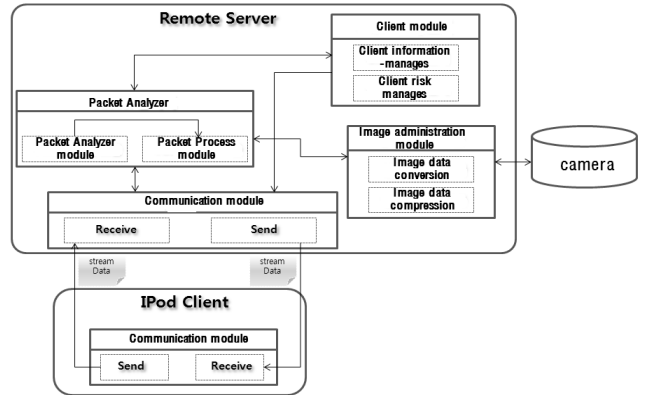 Remote Server
Client module
Client information
-manages
Client risk
manages
Packet Analyzer
Packet Analyzer
module
Packet Process
module
Image administration
module
Image data
conversion
Image data
compression
camera
Communication module
Receive
Send
stream
Data
stream
Data
IPod Client
Communication module
Send
Receive